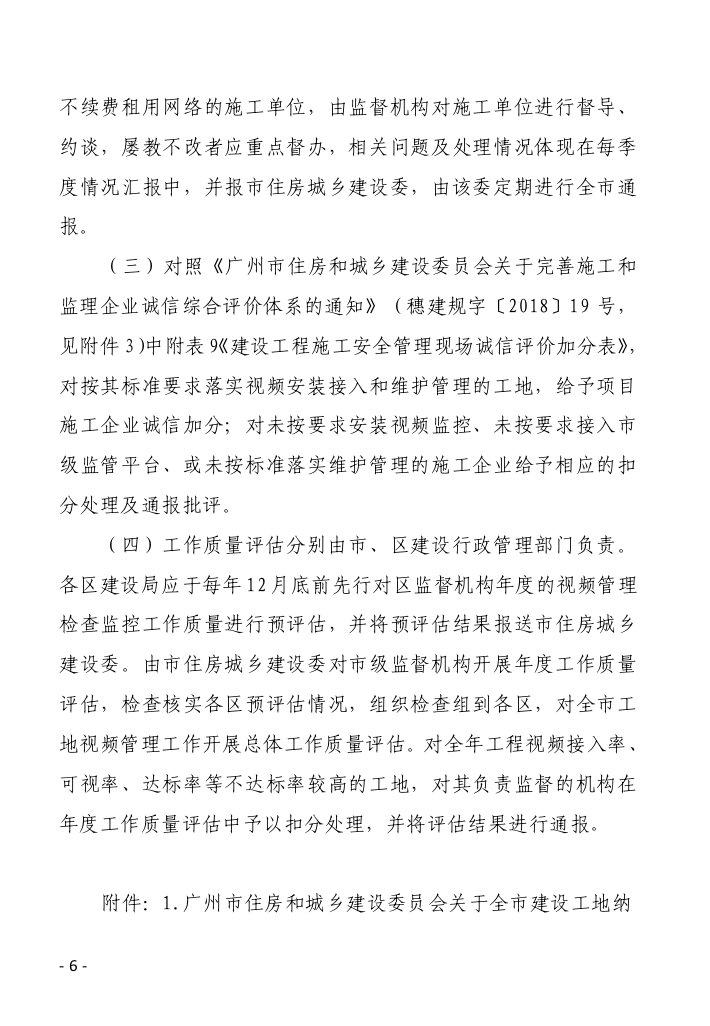 不续费租用网络的施工单位，由监督机构对施工单位进行督导、
约谈，屡教不改者应重点督办，相关问题及处理情况体现在每季
度情况汇报中，并报市住房城乡建设委，由该委定期进行全市通
报。
（三）对照《广州市住房和城乡建设委员会关于完善施工和
监理企业诚信综合评价体系的通知》（穗建规字〔2018〕19 号，
见附件 3)中附表 9《建设工程施工安全管理现场诚信评价加分表》，
对按其标准要求落实视频安装接入和维护管理的工地，给予项目
施工企业诚信加分；对未按要求安装视频监控、未按要求接入市
级监管平台、或未按标准落实维护管理的施工企业给予相应的扣
分处理及通报批评。
（四）工作质量评估分别由市、区建设行政管理部门负责。
各区建设局应于每年 12 月底前先行对区监督机构年度的视频管理
检查监控工作质量进行预评估，并将预评估结果报送市住房城乡
建设委。由市住房城乡建设委对市级监督机构开展年度工作质量
评估，检查核实各区预评估情况，组织检查组到各区，对全市工
地视频管理工作开展总体工作质量评估。对全年工程视频接入率、
可视率、达标率等不达标率较高的工地，对其负责监督的机构在
年度工作质量评估中予以扣分处理，并将评估结果进行通报。
附件：1.广州市住房和城乡建设委员会关于全市建设工地纳
- 6 -